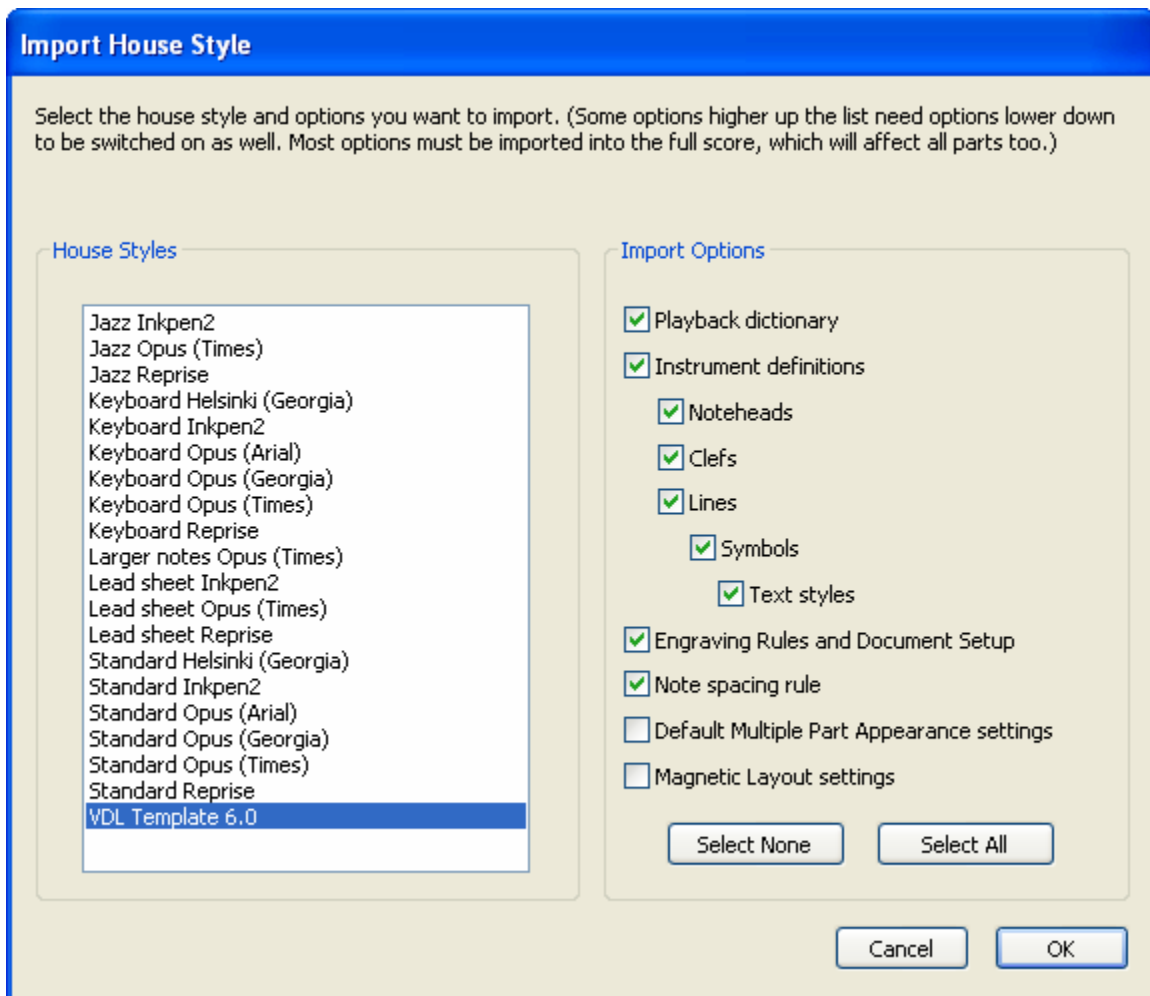 Import House Style
Select the house style and options you want to import. (Some options higher up the list need options lower down
to be switched on as well. Most options must be imported into the full score, which will affect all parts too.)
House Styles
Jazz Inkpen2
Jazz Opus (Times)
Jazz Reprise
Keyboard Helsinki (Georgia)
Keyboard Inkpen2
Keyboard Opus (Arial)
Keyboard Opus (Georgia)
Keyboard Opus (Times)
Keyboard Reprise
Larger notes Opus (Times)
Lead sheet Inkpen2
Lead sheet Opus (Times)
Lead sheet Reprise
Standard Helsinki (Georgia)
Standard Inkpen2
Standard Opus (Arial)
Standard Opus (Georgia)
Standard Opus (Times)
Standard Reprise
VDL Template 6.0
Import Options
Playback dictionary
Instrument definitions
Noteheads
Clefs
Lines
Symbols
Text styles
Engraving Rules and Document Setup
Note spacing rule
Default Multiple Part Appearance settings
Magnetic Layout settings
Select None
Select All
Cancel
OK